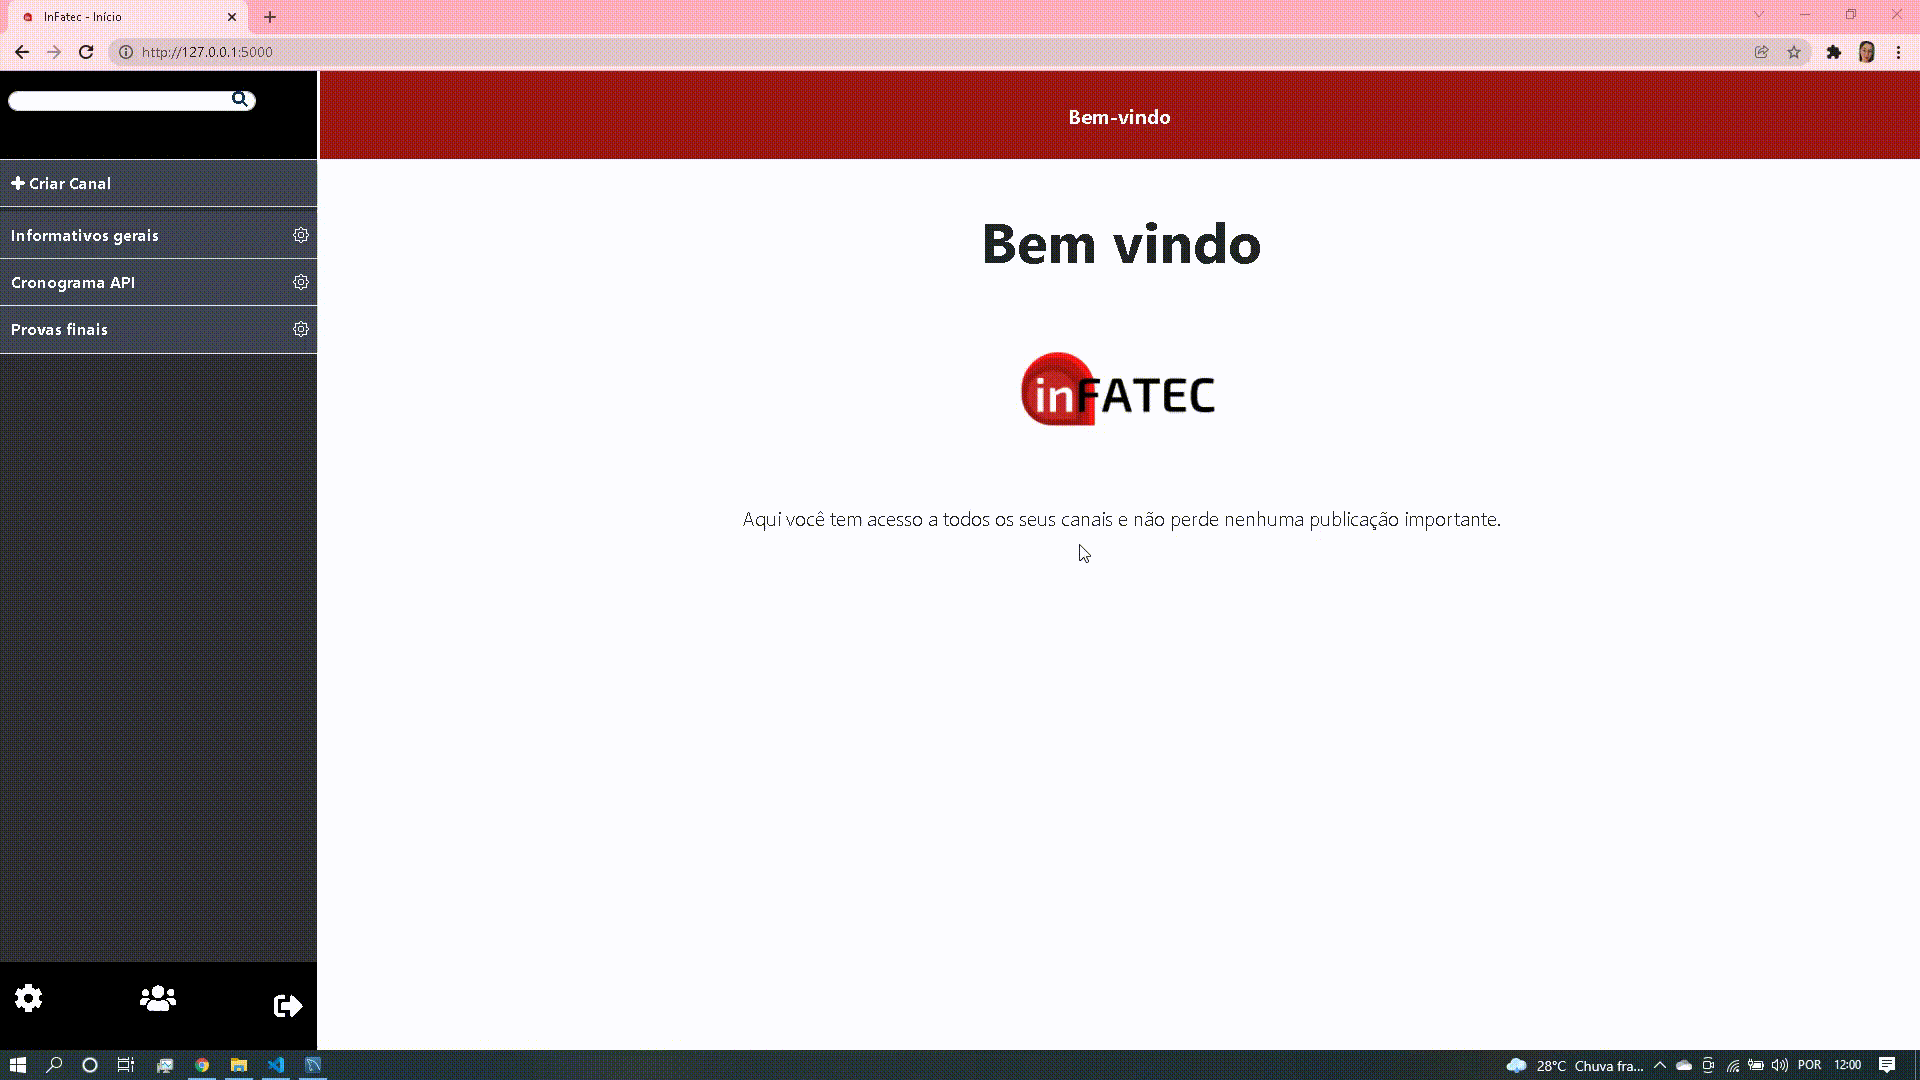 InFatec - Início
http://127.0.0.1:5000
Bem-vindo
Criar Canal
Informativos gerais
Cronograma API
Provas finais
Bem vindo
inFATEC
Aqui você tem acesso a todos os seus canais e não perde nenhuma publicação importante.
28°C Chuva fra... POR 12:00